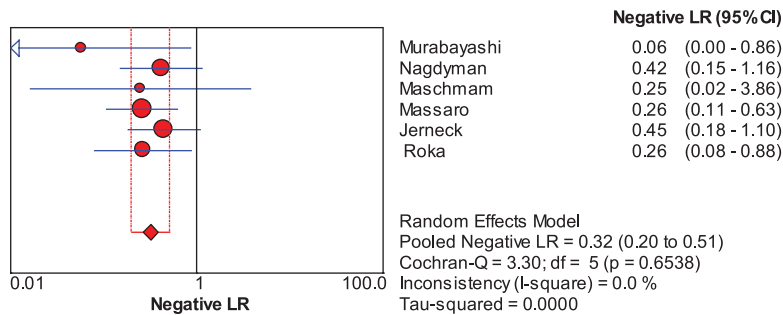 Negative LR (95%CI)
Murabayashi 0.06 (0.00 - 0.86)
Nagdyman 0.42 (0.15 - 1.16)
Maschmam 0.25 (0.02 - 3.86)
Massaro 0.26 (0.11 - 0.63)
Jerneck 0.45 (0.18 - 1.10)
Roka 0.26 (0.08 - 0.88)
Random Effects Model
Pooled Negative LR = 0.32 (0.20 to 0.51)
Cochran-Q = 3.30; df = 5 (p = 0.6538)
Inconsistency (I-square) = 0.0 %
Tau-squared = 0.0000
0.01 1 100.0
Negative LR